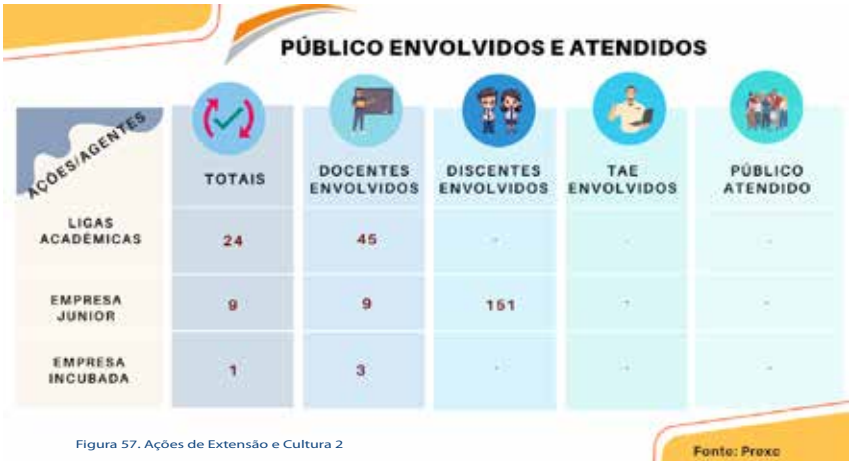 PÚBLICO ENVOLVIDOS E ATENDIDOS
AÇÕES/AGENTES
TOTAIS
DOCENTES
ENVOLVIDOS
DISCENTES
ENVOLVIDOS
TAE
ENVOLVIDOS
PÚBLICO
ATENDIDO
LIGAS
ACADÊMICAS
24
45
-
-
-
EMPRESA
JUNIOR
9
9
151
-
-
EMPRESA
INCUBADA
1
3
-
-
-
Figura 57. Ações de Extensão e Cultura 2
Fonte: Proxc